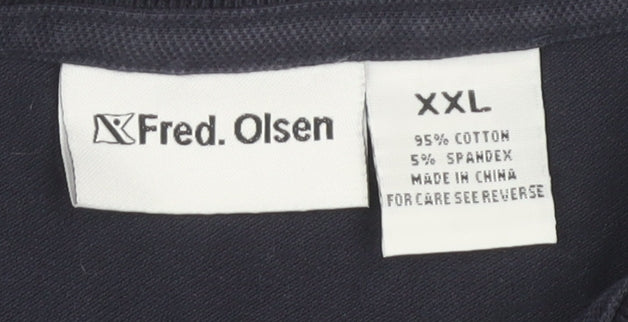 Fred. Olsen
XXL
95% COTTON
5% SPANDEX
MADE IN CHINA
FOR CARE SEE REVERSE